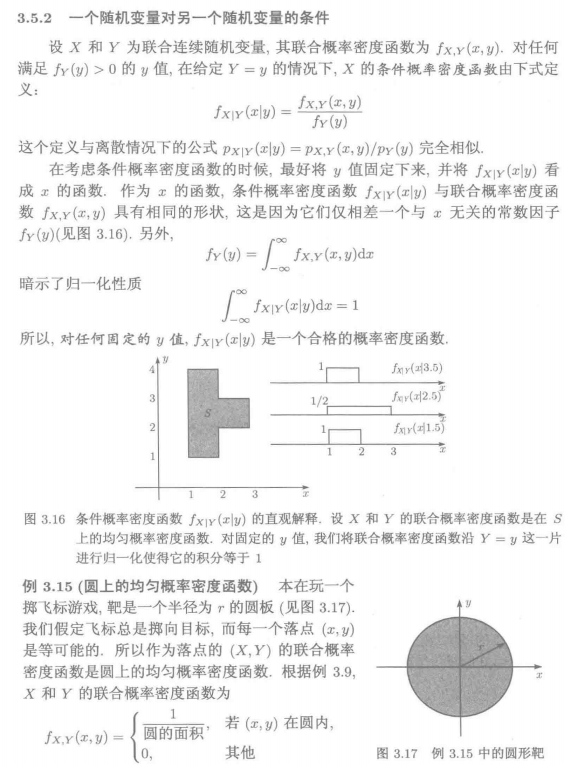 3.5.2 一个随机变量对另一个随机变量的条件
设 X 和 Y 为联合连续随机变量, 其联合概率密度函数为 f_{X,Y}(x,y). 对任何
满足 f_Y(y) > 0 的 y 值, 在给定 Y = y 的情况下, X 的条件概率密度函数由下式定
义:
f_{X|Y}(x|y) = \frac{f_{X,Y}(x,y)}{f_Y(y)}
这个定义与离散情况下的公式 p_{X|Y}(x|y) = p_{X,Y}(x,y)/p_Y(y) 完全相似.
在考虑条件概率密度函数的时候, 最好将 y 值固定下来, 并将 f_{X|Y}(x|y) 看
成 x 的函数. 作为 x 的函数, 条件概率密度函数 f_{X|Y}(x|y) 与联合概率密度函
数 f_{X,Y}(x,y) 具有相同的形状, 这是因为它们仅相差一个与 x 无关的常数因子
f_Y(y)(见图 3.16). 另外,
f_Y(y) = \int_{-∞}^{∞} f_{X,Y}(x,y)dx
暗示了归一化性质
\int_{-∞}^{∞} f_{X|Y}(x|y)dx = 1
所以, 对任何固定的 y 值, f_{X|Y}(x|y) 是一个合格的概率密度函数.
y
4
3
2
1
S
1 2 3 x
1 f_{X|Y}(x|3.5)
x
1/2 f_{X|Y}(x|2.5)
x
1 f_{X|Y}(x|1.5)
1 2 3 x
图 3.16 条件概率密度函数 f_{X|Y}(x|y) 的直观解释. 设 X 和 Y 的联合概率密度函数是在 S
上的均匀概率密度函数. 对固定的 y 值, 我们将联合概率密度函数沿 Y = y 这一片
进行归一化使得它的积分等于 1
例 3.15 (圆上的均匀概率密度函数) 本在玩一个
掷飞标游戏, 靶是一个半径为 r 的圆板 (见图 3.17).
我们假定飞标总是掷向目标, 而每一个落点 (x,y)
是等可能的. 所以作为落点的 (X,Y) 的联合概率
密度函数是圆上的均匀概率密度函数. 根据例 3.9,
X 和 Y 的联合概率密度函数为
f_{X,Y}(x,y) = { \frac{1}{圆的面积}, 若 (x,y) 在圆内,
0, 其他
y
r
x
图 3.17 例 3.15 中的圆形靶